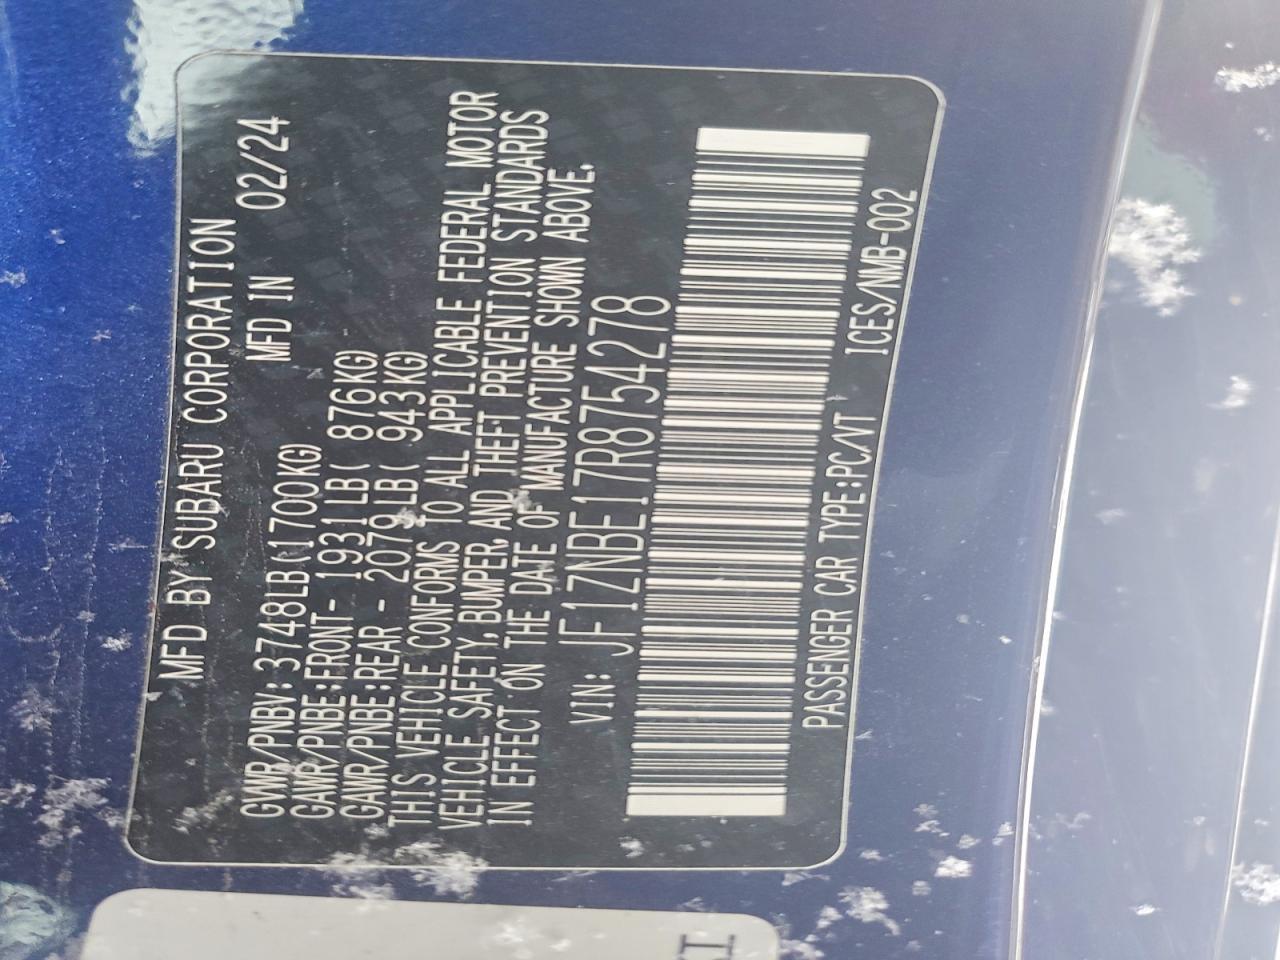 MFD BY SUBARU CORPORATION
MFD IN 02/24
GVWR/PNBV: 3748LB(1700KG)
GAWR/PNBE:FRONT- 1931LB( 876KG)
GAWR/PNBE:REAR - 2079LB( 943KG)
THIS VEHICLE CONFORMS TO ALL APPLICABLE FEDERAL MOTOR
VEHICLE SAFETY, BUMPER, AND THEFT PREVENTION STANDARDS
IN EFFECT ON THE DATE OF MANUFACTURE SHOWN ABOVE.
VIN: JF1ZNBE17R8754278
PASSENGER CAR TYPE:PC/VT ICES/NMB-002